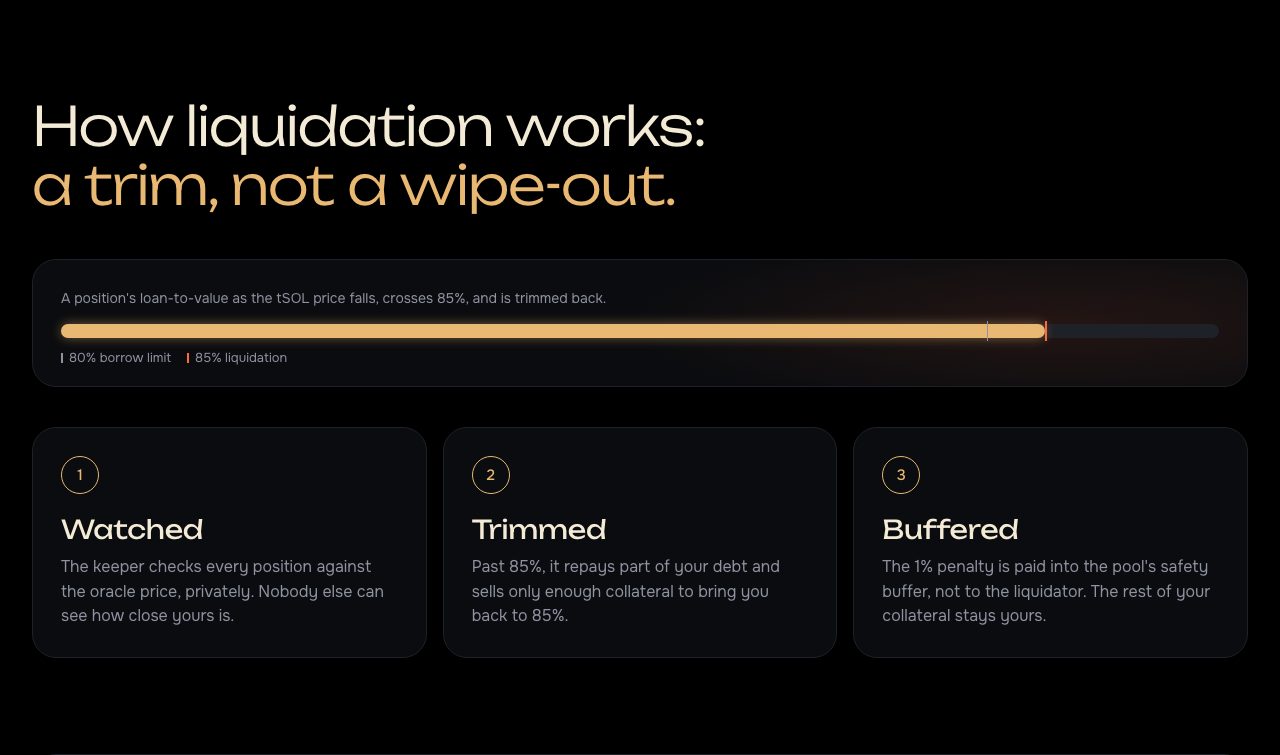 How liquidation works:
a trim, not a wipe-out.
A position's loan-to-value as the tSOL price falls, crosses 85%, and is trimmed back.
80% borrow limit
85% liquidation
1
Watched
The keeper checks every position against
the oracle price, privately. Nobody else can
see how close yours is.
2
Trimmed
Past 85%, it repays part of your debt and
sells only enough collateral to bring you
back to 85%.
3
Buffered
The 1% penalty is paid into the pool's safety
buffer, not to the liquidator. The rest of your
collateral stays yours.